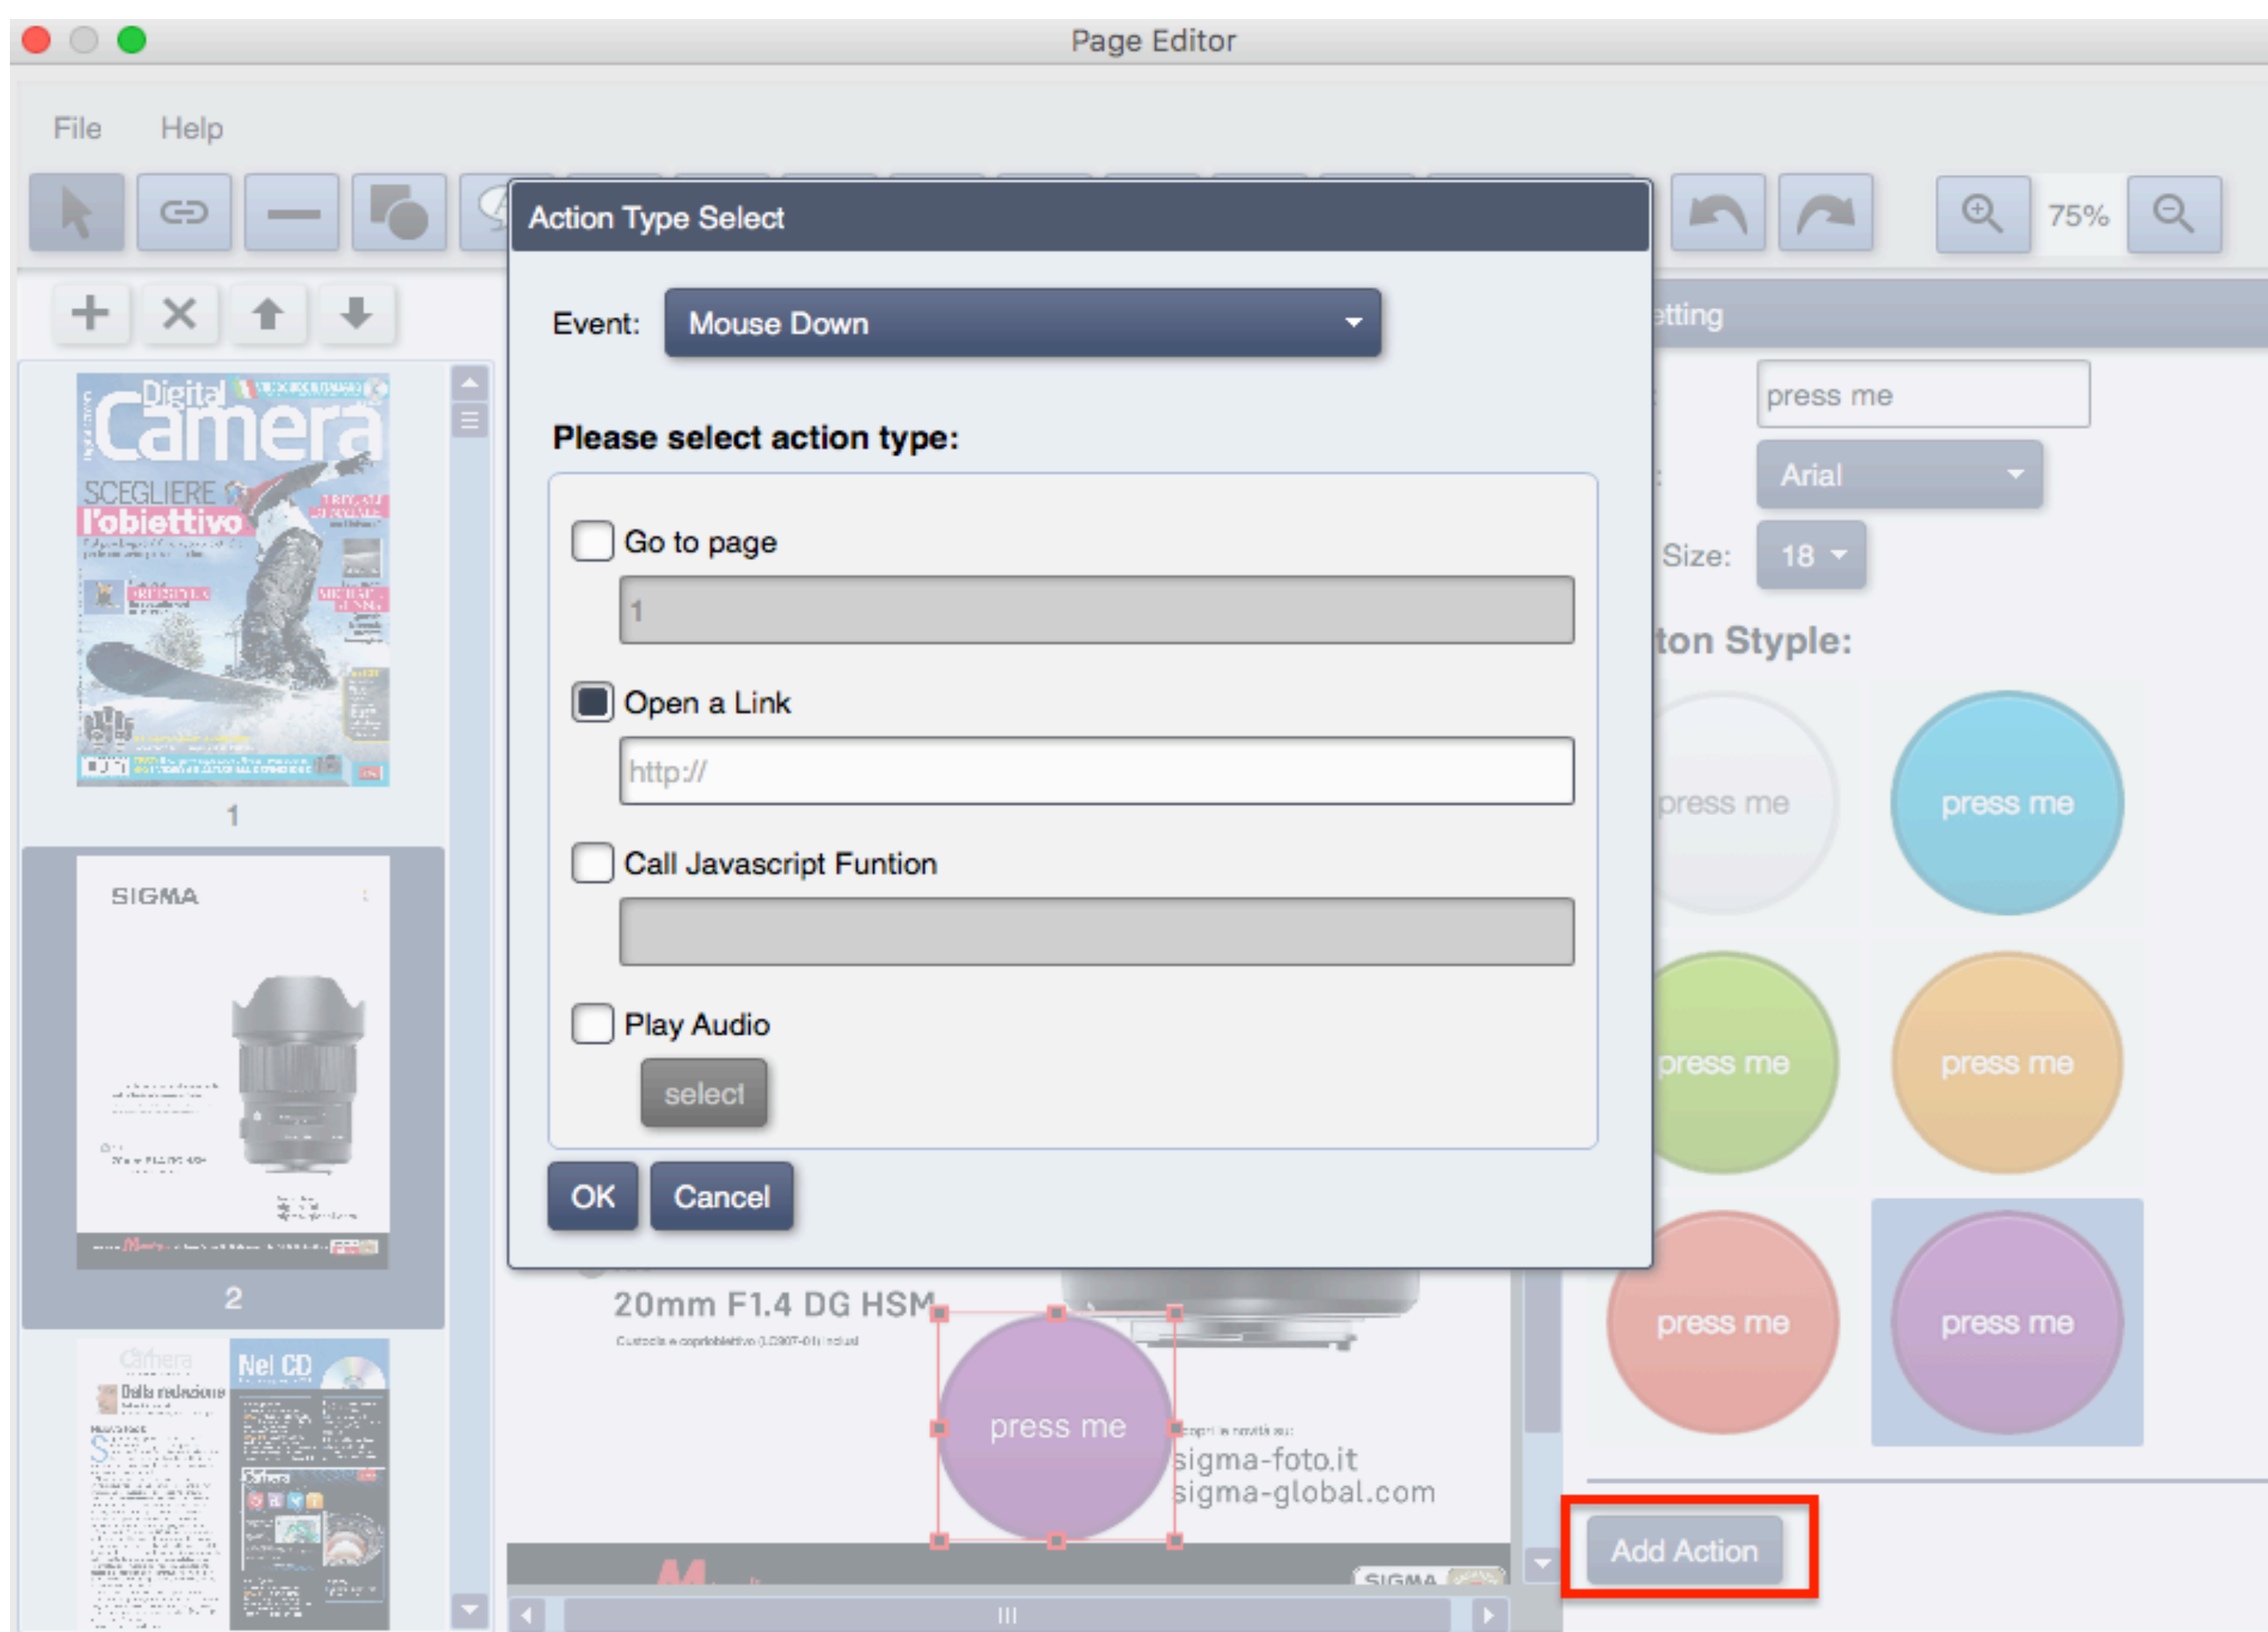 Page Editor
File Help
75%
Action Type Select
Event: Mouse Down
Please select action type:
Go to page
1
Open a Link
http://
Call Javascript Funtion
Play Audio
select
OK Cancel
etting
press me
Arial
Size: 18
ton Styple:
press me press me
press me press me
press me press me
Add Action
Digital
Camera
SCEGLIERE
l'obiettivo
1
SIGMA
2
Nel CD
Dalla redazione
20mm F1.4 DG HSM
press me
sigma-foto.it
sigma-global.com
SIGMA